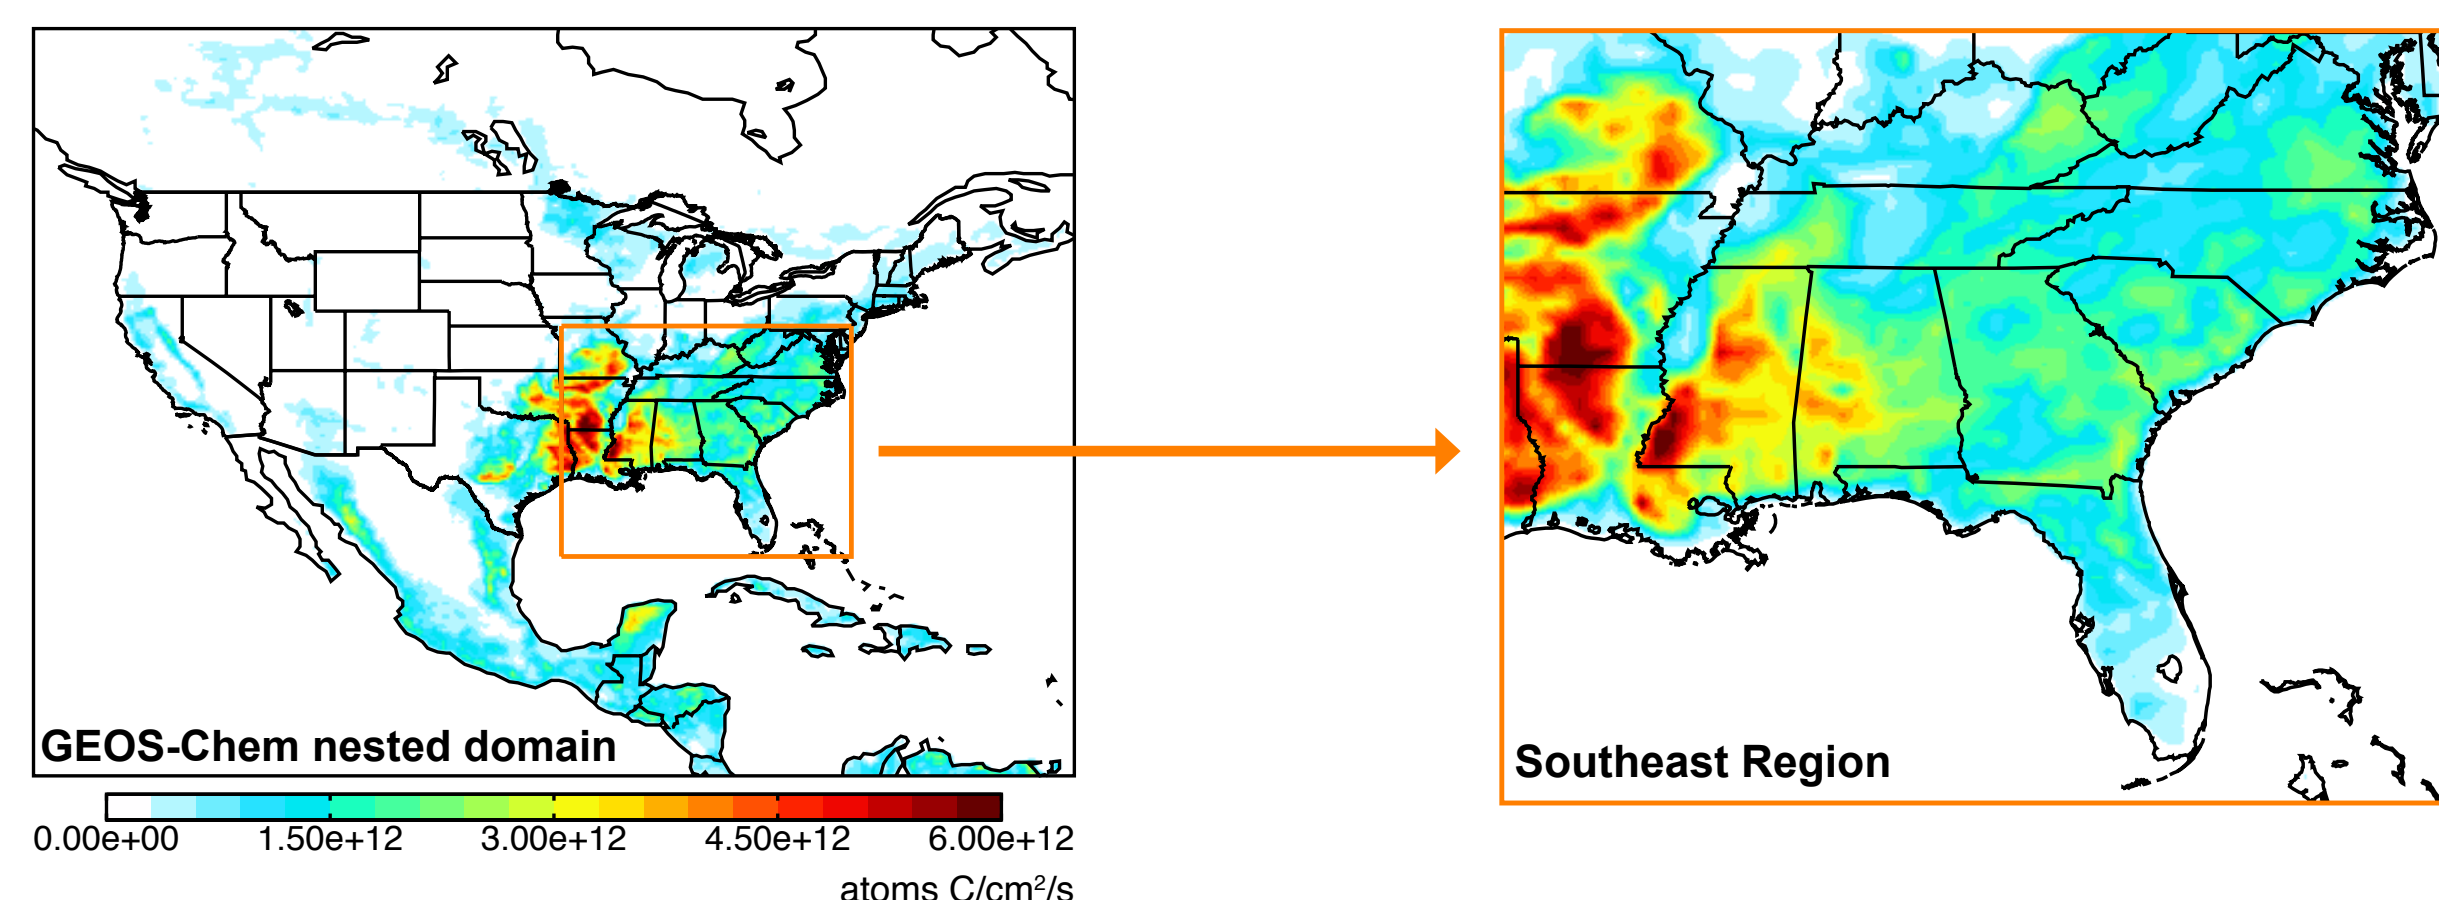 GEOS-Chem nested domain
Southeast Region
0.00e+00 1.50e+12 3.00e+12 4.50e+12 6.00e+12
atoms C/cm²/s